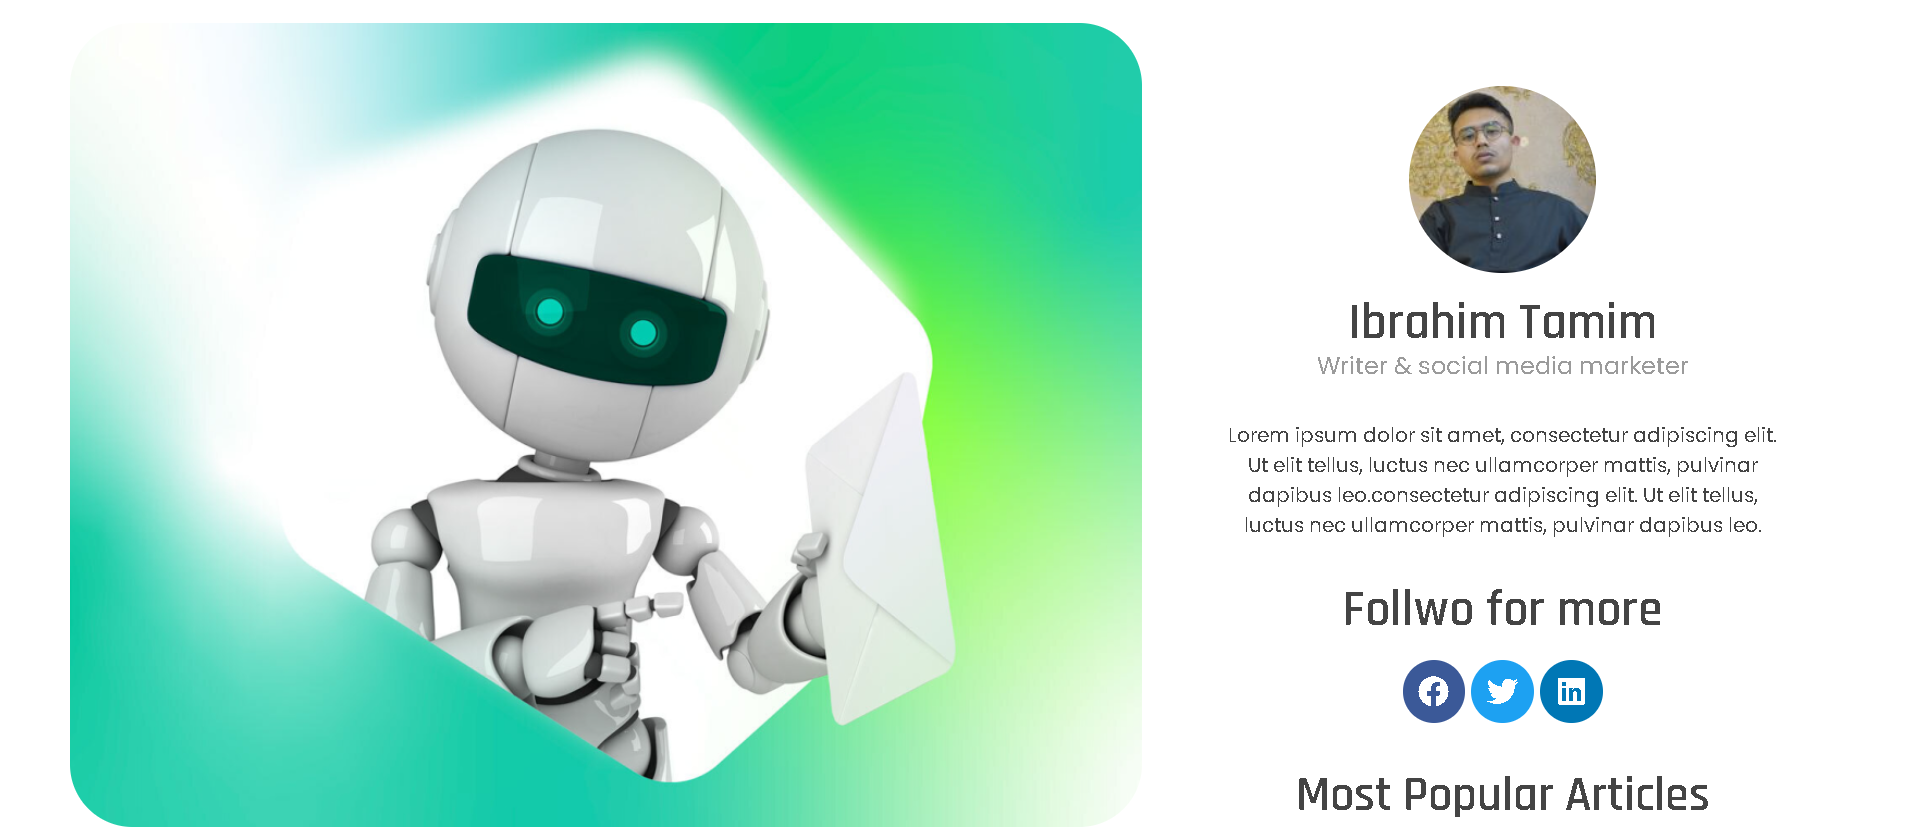 Ibrahim Tamim
Writer & social media marketer
Lorem ipsum dolor sit amet, consectetur adipiscing elit.
Ut elit tellus, luctus nec ullamcorper mattis, pulvinar
dapibus leo.consectetur adipiscing elit. Ut elit tellus,
luctus nec ullamcorper mattis, pulvinar dapibus leo.
Follwo for more
Most Popular Articles